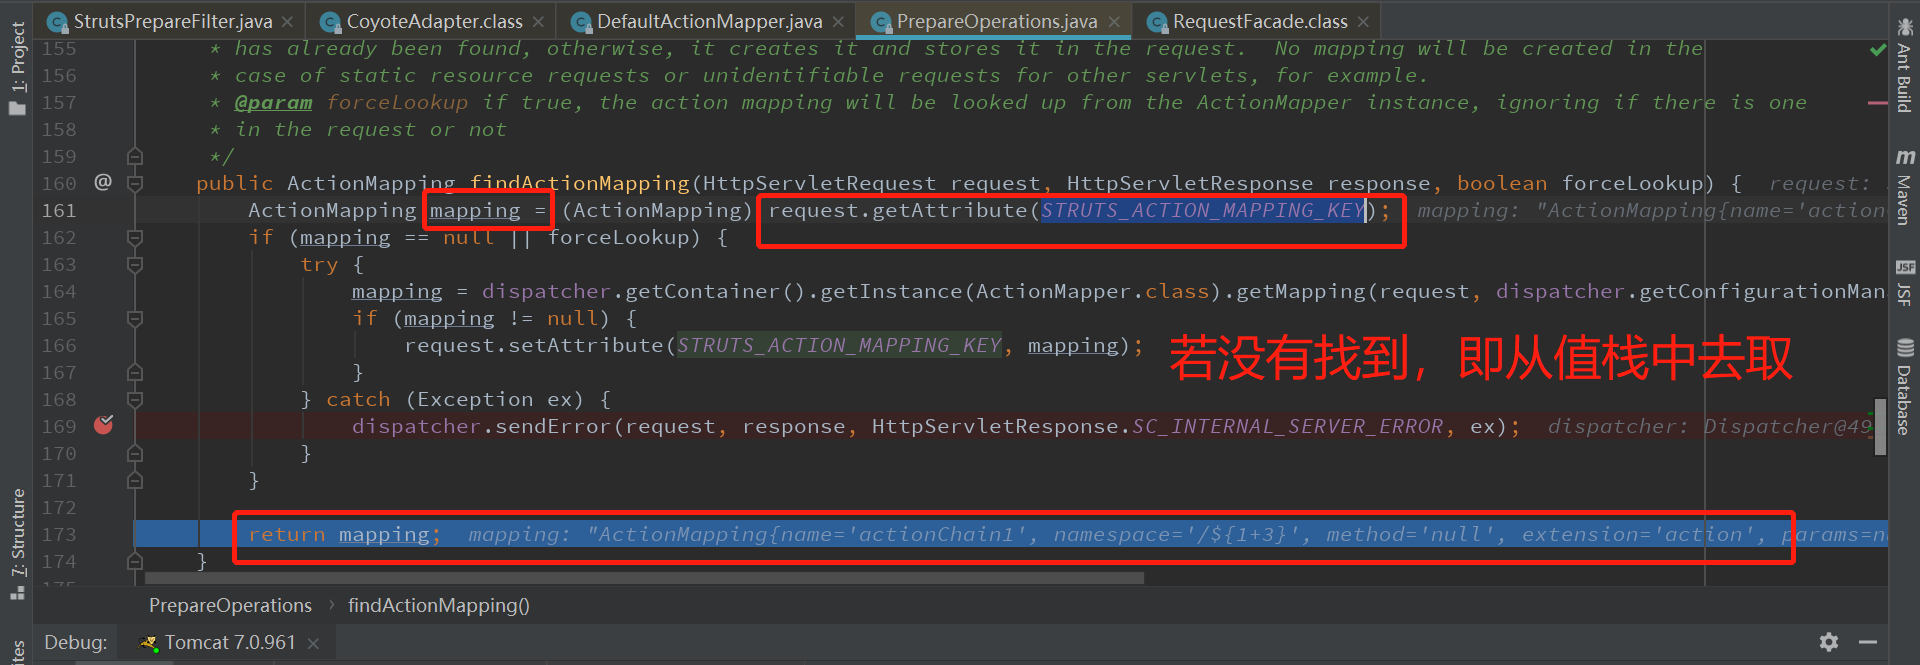 StrutsPrepareFilter.java × CoyoteAdapter.class × DefaultActionMapper.java × PrepareOperations.java × RequestFacade.class ×
1: Project
7: Structure
Ant Build
Maven
JSF
Database
155 * has already been found, otherwise, it creates it and stores it in the request. No mapping will be created in the
156 * case of static resource requests or unidentifiable requests for other servlets, for example.
157 * @param forceLookup if true, the action mapping will be looked up from the ActionMapper instance, ignoring if there is one
158 * in the request or not
159 */
160 @ public ActionMapping findActionMapping(HttpServletRequest request, HttpServletResponse response, boolean forceLookup) { request:
161 ActionMapping mapping = (ActionMapping) request.getAttribute(STRUTS_ACTION_MAPPING_KEY); mapping: "ActionMapping{name='action
162 if (mapping == null || forceLookup) {
163 try {
164 mapping = dispatcher.getContainer().getInstance(ActionMapper.class).getMapping(request, dispatcher.getConfigurationMan
165 if (mapping != null) {
166 request.setAttribute(STRUTS_ACTION_MAPPING_KEY, mapping);
若没有找到，即从值栈中去取
167 }
168 } catch (Exception ex) {
169 dispatcher.sendError(request, response, HttpServletResponse.SC_INTERNAL_SERVER_ERROR, ex); dispatcher: Dispatcher@49
170 }
171 }
172
173 return mapping; mapping: "ActionMapping{name='actionChain1', namespace='/${1+3}', method='null', extension='action', params=nu
174 }
PrepareOperations › findActionMapping()
Debug: Tomcat 7.0.961 ×